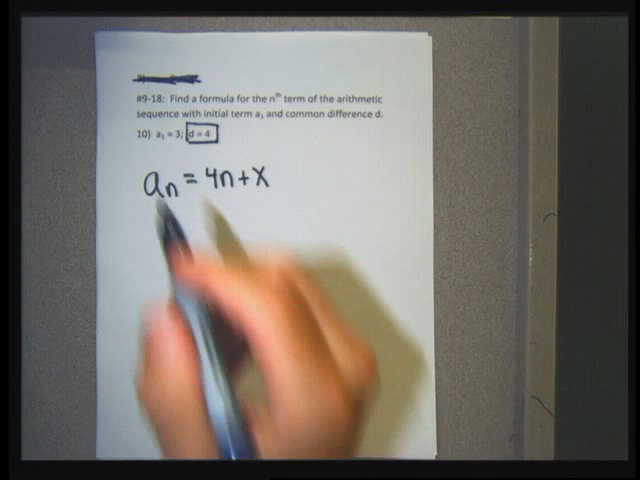 #9-18: Find a formula for the nth term of the arithmetic
sequence with initial term a₁ and common difference d.
10) a₁ = 3; d = 4
aₙ = 4n + x